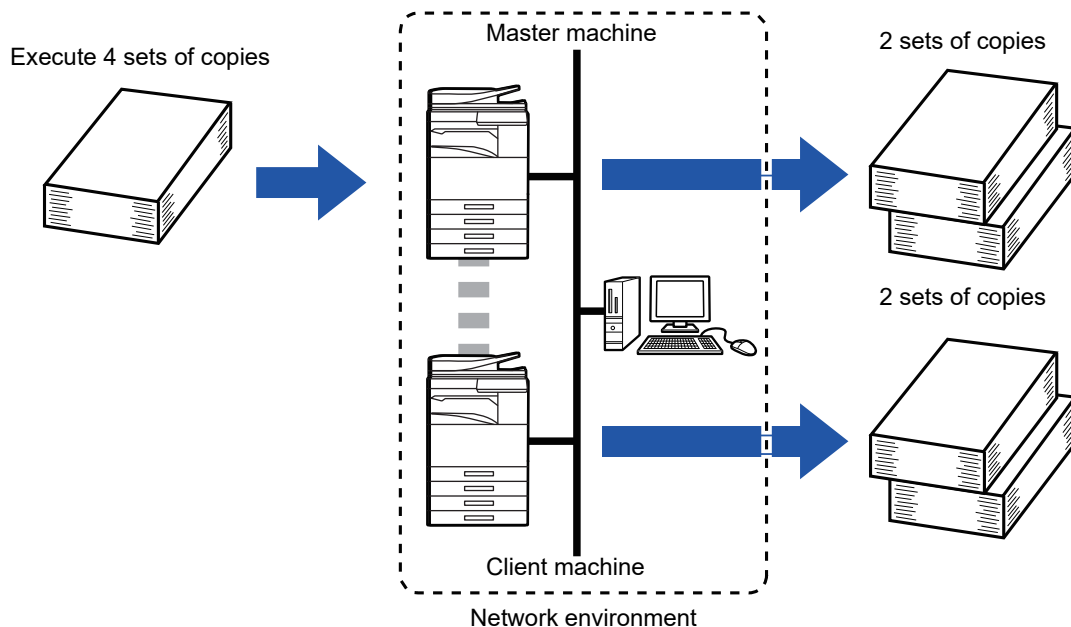 Execute 4 sets of copies
Master machine
2 sets of copies
2 sets of copies
Client machine
Network environment